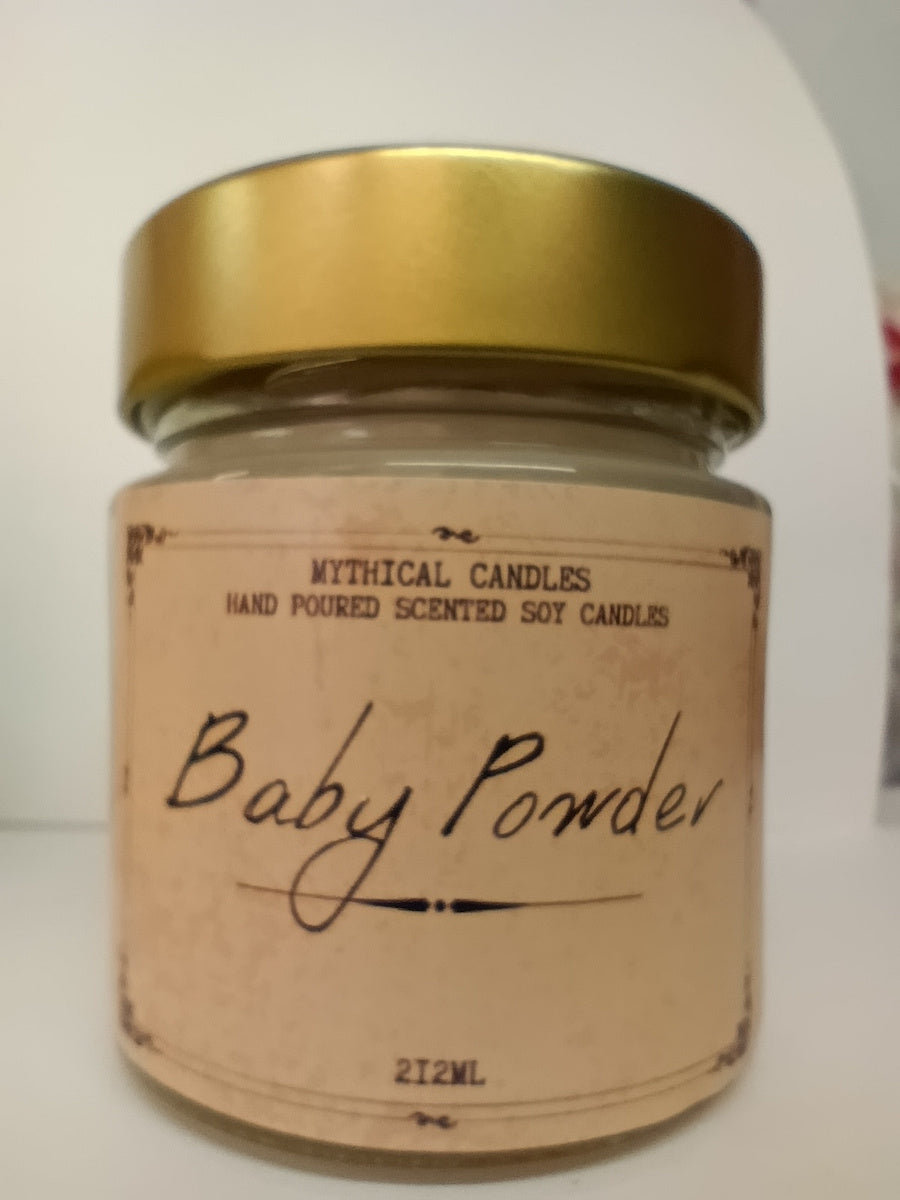 MYTHICAL CANDLES
HAND POURED SCENTED SOY CANDLES
Baby Powder
212ML